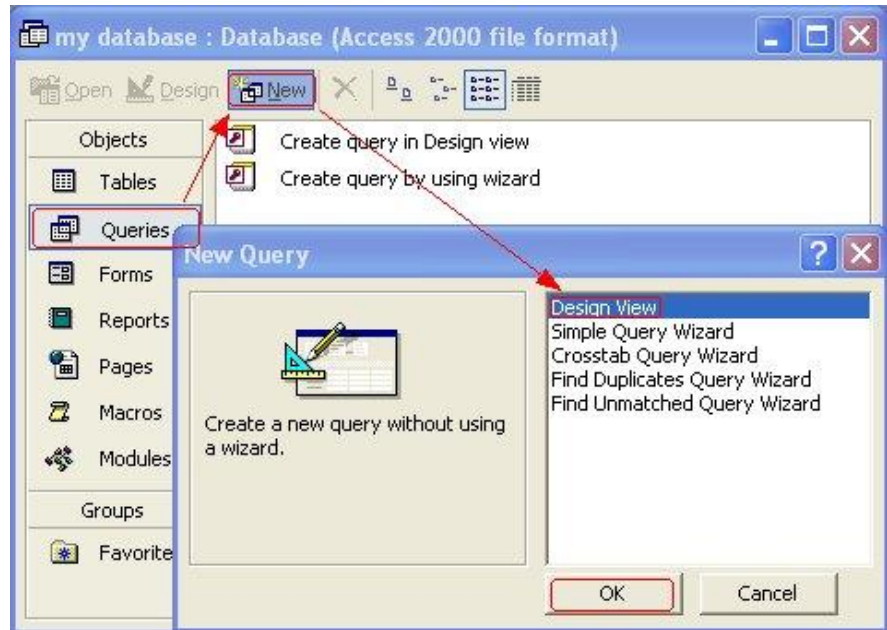 my database : Database (Access 2000 file format)
Open Design New
Objects
Tables
Queries
Forms
Reports
Pages
Macros
Modules
Groups
Favorite
Create query in Design view
Create query by using wizard
New Query
Create a new query without using
a wizard.
Design View
Simple Query Wizard
Crosstab Query Wizard
Find Duplicates Query Wizard
Find Unmatched Query Wizard
OK Cancel